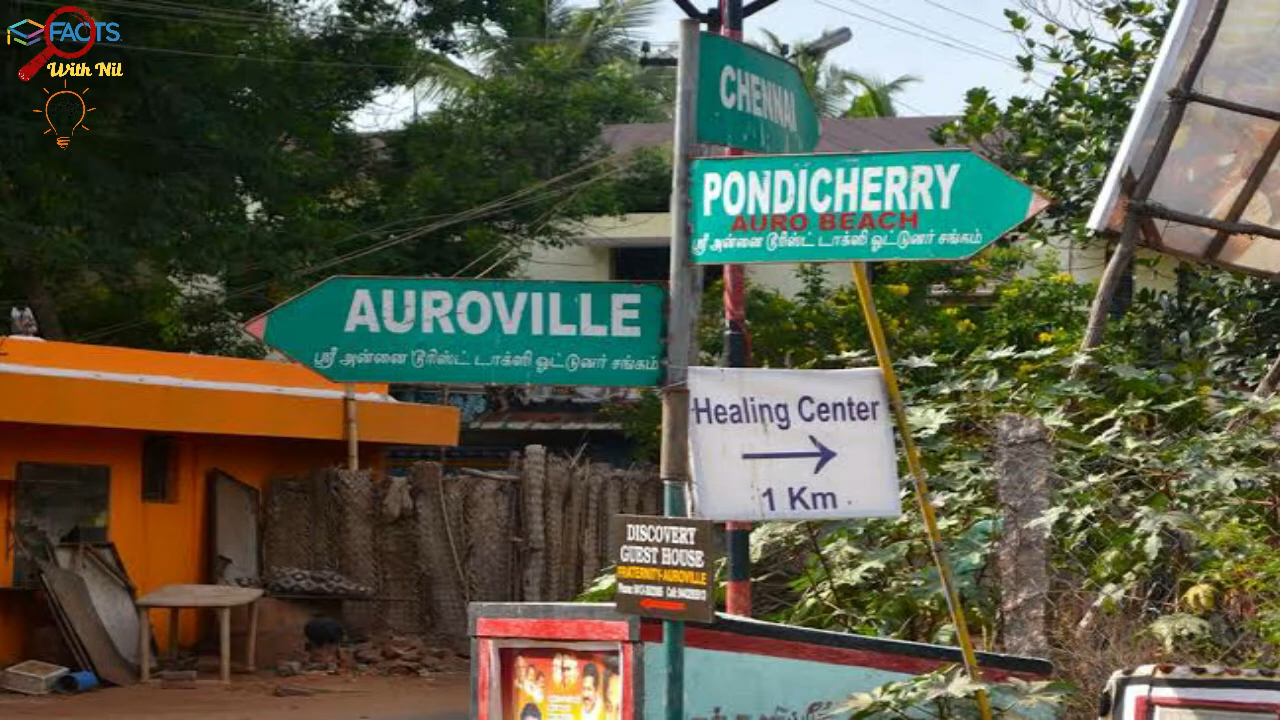 FACTS
With Nil
CHENNAI
PONDICHERRY
AURO BEACH
ஸ்ரீ அன்னை டூரிஸ்ட் டாக்ஸி ஓட்டுனர் சங்கம்
AUROVILLE
ஸ்ரீ அன்னை டூரிஸ்ட் டாக்ஸி ஓட்டுனர் சங்கம்
Healing Center
1 Km
DISCOVERY
GUEST HOUSE
FRATERNITY-AUROVILLE